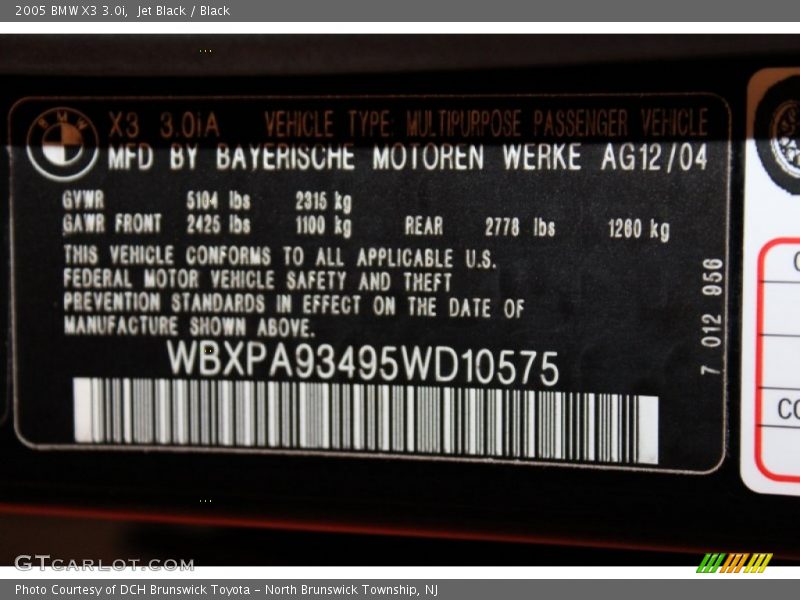 2005 BMW X3 3.0i, Jet Black / Black
BMW
X3 3.0iA VEHICLE TYPE: MULTIPURPOSE PASSENGER VEHICLE
MFD BY BAYERISCHE MOTOREN WERKE AG12/04
GVWR 5104 lbs 2315 kg
GAWR FRONT 2425 lbs 1100 kg REAR 2778 lbs 1260 kg
THIS VEHICLE CONFORMS TO ALL APPLICABLE U.S.
FEDERAL MOTOR VEHICLE SAFETY AND THEFT
PREVENTION STANDARDS IN EFFECT ON THE DATE OF
MANUFACTURE SHOWN ABOVE.
WBXPA93495WD10575
7 012 956
CO
GTCARLOT.COM
Photo Courtesy of DCH Brunswick Toyota – North Brunswick Township, NJ